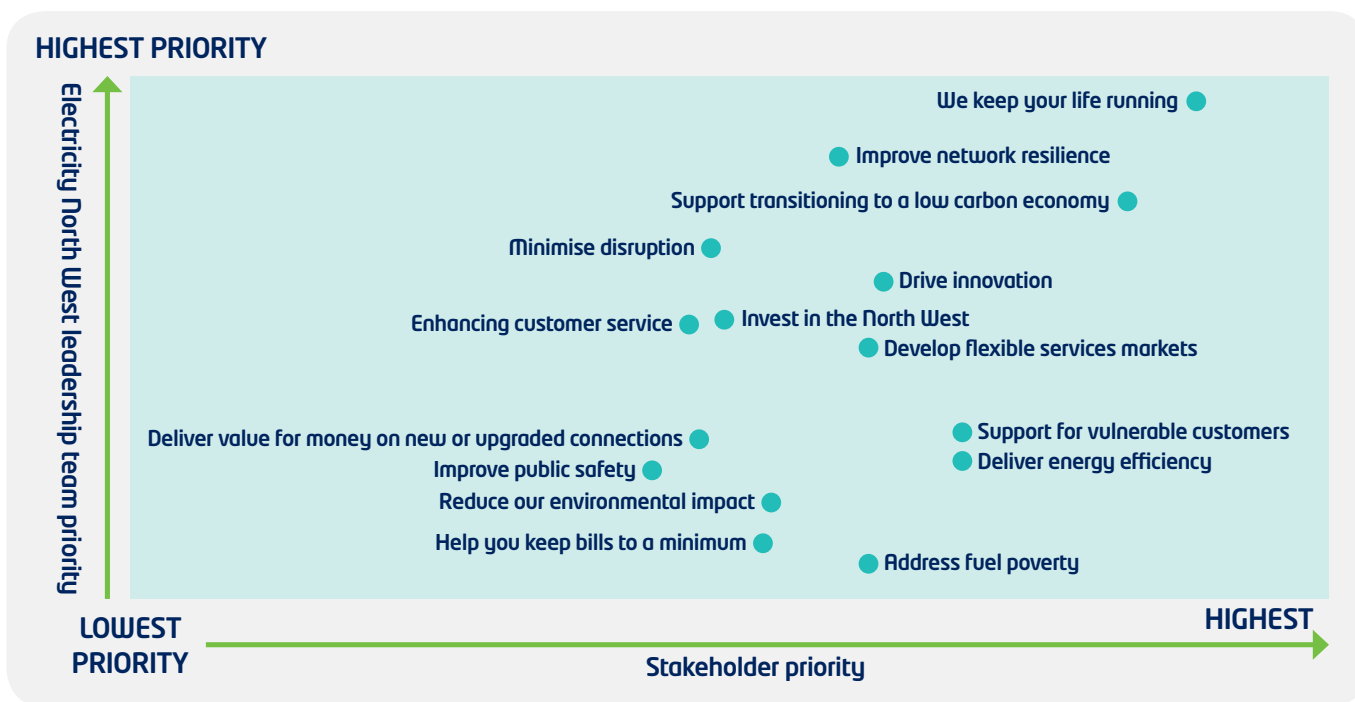 HIGHEST PRIORITY
Electricity North West leadership team priority
We keep your life running
Improve network resilience
Support transitioning to a low carbon economy
Minimise disruption
Drive innovation
Invest in the North West
Enhancing customer service
Develop flexible services markets
Support for vulnerable customers
Deliver value for money on new or upgraded connections
Deliver energy efficiency
Improve public safety
Reduce our environmental impact
Help you keep bills to a minimum
Address fuel poverty
LOWEST
PRIORITY
HIGHEST
Stakeholder priority